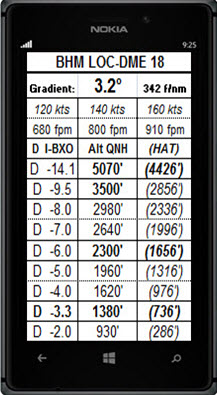 NOKIA
9:25
BHM LOC-DME 18
Gradient: 3.2° 342 f/nm
120 kts 140 kts 160 kts
680 fpm 800 fpm 910 fpm
D I-BXO Alt QNH (HAT)
D -14.1 5070' (4426')
D -9.5 3500' (2856')
D -8.0 2980' (2336')
D -7.0 2640' (1996')
D -6.0 2300' (1656')
D -5.0 1960' (1316')
D -4.0 1620' (976')
D -3.3 1380' (736')
D -2.0 930' (286')